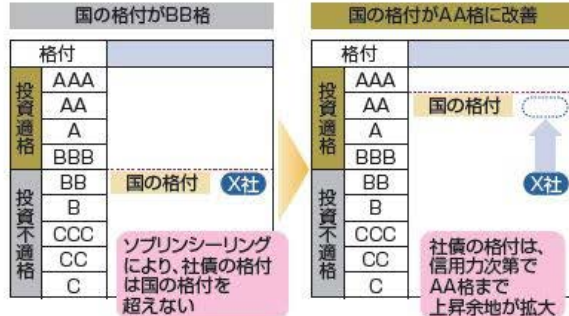 国の格付がBB格
格付
投資適格
AAA
AA
A
BBB
投資不適格
BB
国の格付
X社
B
CCC
CC
C
ソブリンシーリング
により、社債の格付
は国の格付を
超えない
国の格付がAA格に改善
格付
投資適格
AAA
AA
国の格付
A
BBB
投資不適格
BB
X社
B
CCC
CC
C
社債の格付は、
信用力次第で
AA格まで
上昇余地が拡大